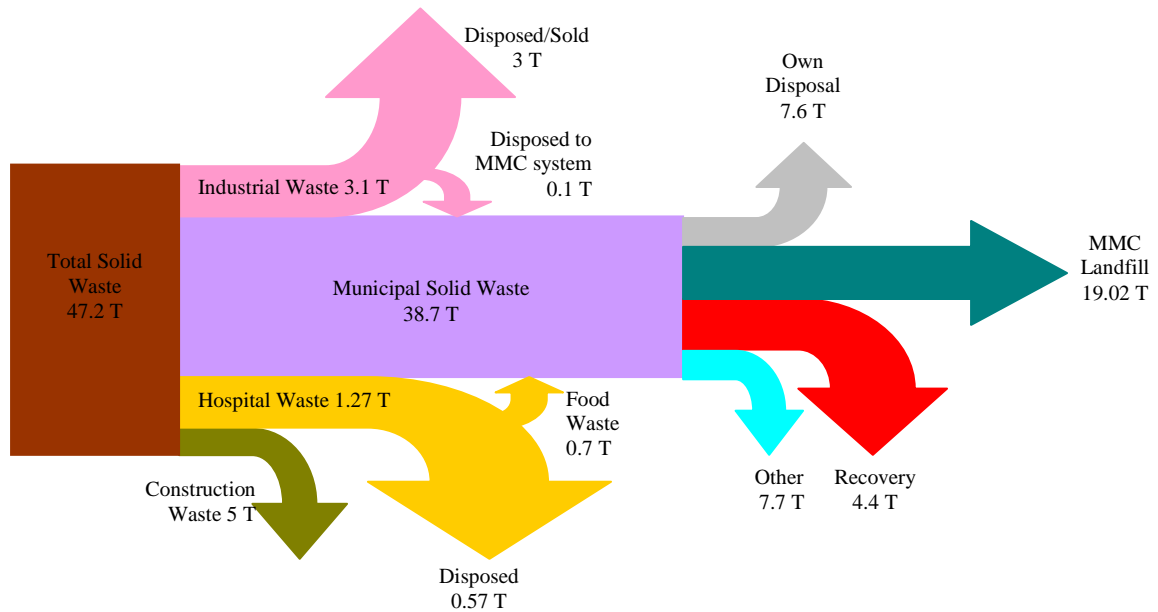 Disposed/Sold
3 T
Own
Disposal
7.6 T
Disposed to
MMC system
0.1 T
Industrial Waste 3.1 T
Total Solid
Waste
47.2 T
Municipal Solid Waste
38.7 T
MMC
Landfill
19.02 T
Hospital Waste 1.27 T
Food
Waste
0.7 T
Construction
Waste 5 T
Other
7.7 T
Recovery
4.4 T
Disposed
0.57 T